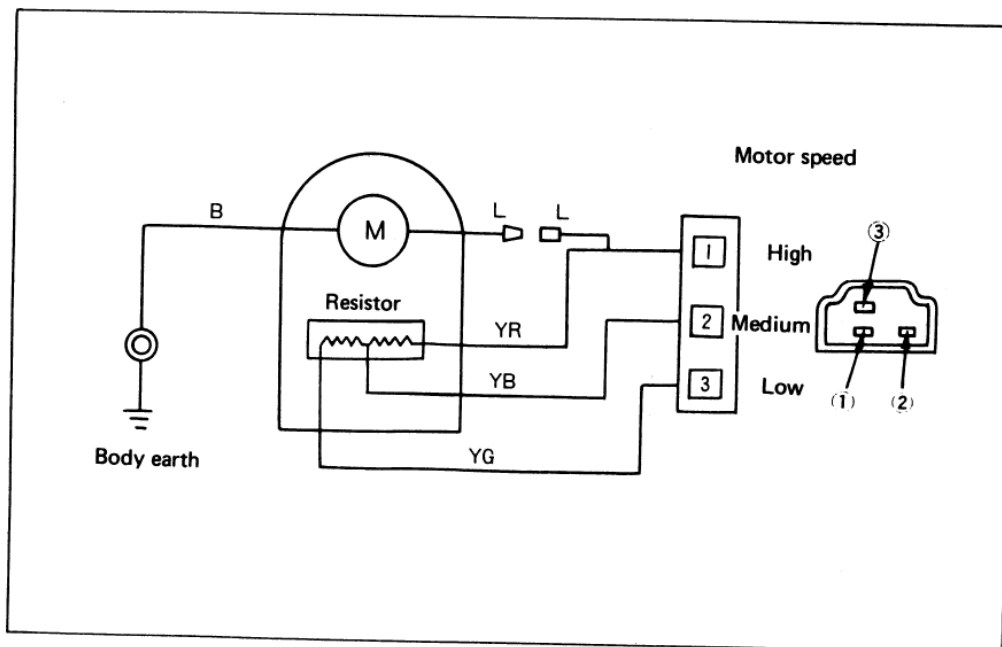 Motor speed
B
M
L
L
③
1
High
Resistor
YR
2
Medium
YB
3
Low
(1)
(2)
Body earth
YG